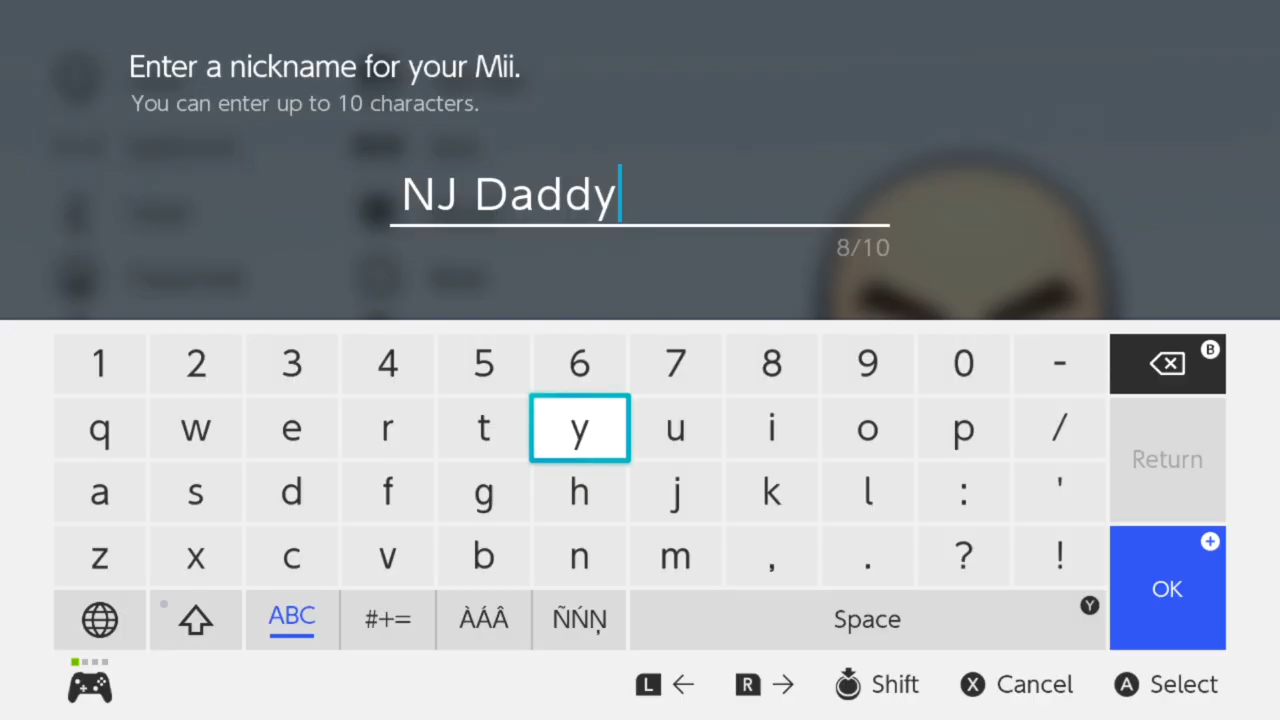 Enter a nickname for your Mii.
You can enter up to 10 characters.
NJ Daddy
8/10
1 2 3 4 5 6 7 8 9 0 - B
q w e r t y u i o p / Return
a s d f g h j k l : '
z x c v b n m , . ? ! + OK
ABC #+= ÀÁÂ ÑŃŅ Space Y
L ← R → Shift X Cancel A Select